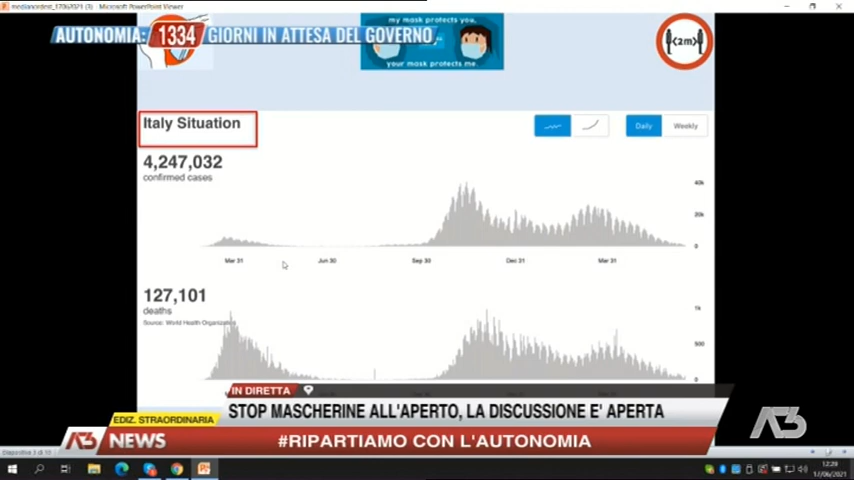 medianordest_17062021 (3) - Microsoft PowerPoint Viewer
AUTONOMIA: 1334 GIORNI IN ATTESA DEL GOVERNO
my mask protects you,
your mask protects me.
<2m>
Italy Situation
Daily
Weekly
4,247,032
confirmed cases
40k
20k
0
Mar 31
Jun 30
Sep 30
Dec 31
Mar 31
127,101
deaths
Source: World Health Organization
1k
500
0
IN DIRETTA
EDIZ. STRAORDINARIA
STOP MASCHERINE ALL'APERTO, LA DISCUSSIONE E' APERTA
A3 NEWS
#RIPARTIAMO CON L'AUTONOMIA
A3
12:29
17/06/2021